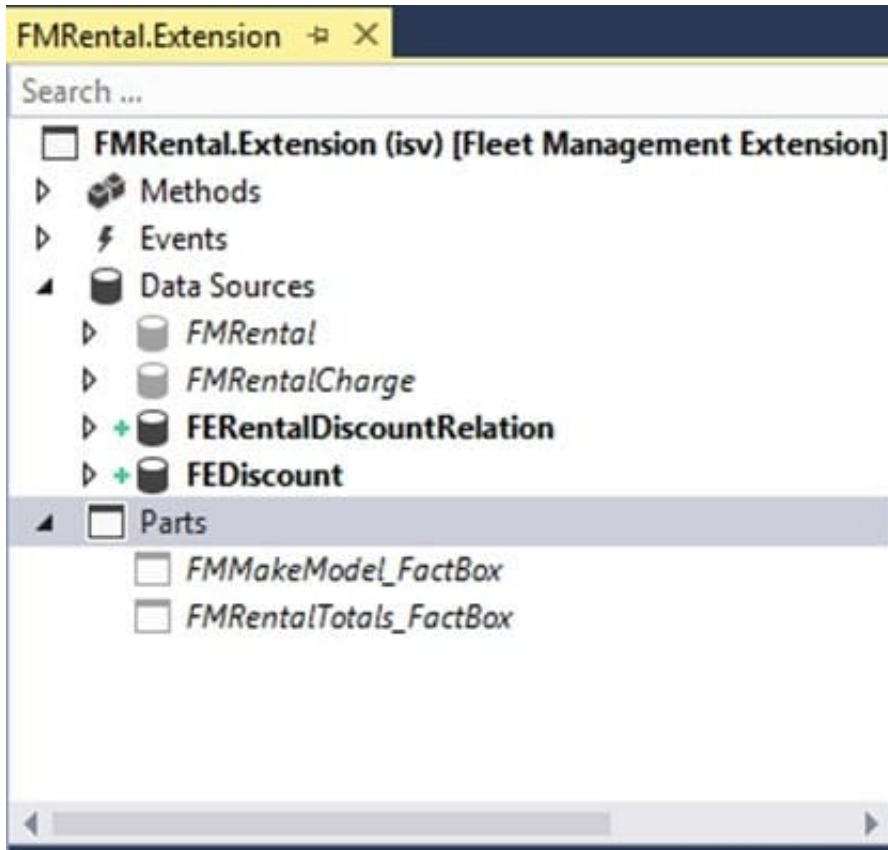 FMRental.Extension
Search ...
FMRental.Extension (isv) [Fleet Management Extension]
Methods
Events
Data Sources
FMRental
FMRentalCharge
FERentalDiscountRelation
FEDiscount
Parts
FMMakeModel_FactBox
FMRentalTotals_FactBox